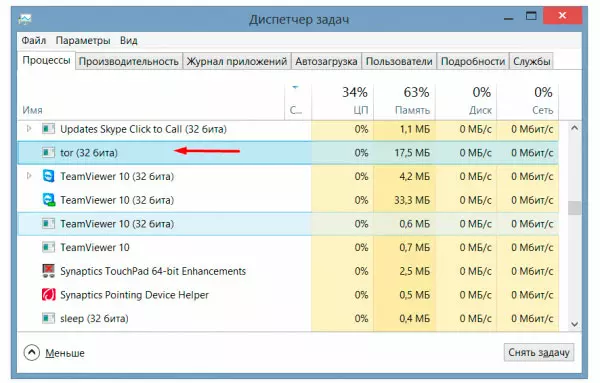 Диспетчер задач
Файл Параметры Вид
Процессы Производительность Журнал приложений Автозагрузка Пользователи Подробности Службы
34% 63% 0% 0%
Имя С... ЦП Память Диск Сеть
Updates Skype Click to Call (32 бита) 0% 1,1 МБ 0 МБ/с 0 Мбит/с
tor (32 бита) 0% 17,5 МБ 0 МБ/с 0 Мбит/с
TeamViewer 10 (32 бита) 0% 4,2 МБ 0 МБ/с 0 Мбит/с
TeamViewer 10 (32 бита) 0% 33,3 МБ 0 МБ/с 0 Мбит/с
TeamViewer 10 (32 бита) 0% 0,6 МБ 0 МБ/с 0 Мбит/с
TeamViewer 10 0% 0,7 МБ 0 МБ/с 0 Мбит/с
Synaptics TouchPad 64-bit Enhancements 0% 2,5 МБ 0 МБ/с 0 Мбит/с
Synaptics Pointing Device Helper 0% 0,5 МБ 0 МБ/с 0 Мбит/с
sleep (32 бита) 0% 0,4 МБ 0 МБ/с 0 Мбит/с
Меньше Снять задачу